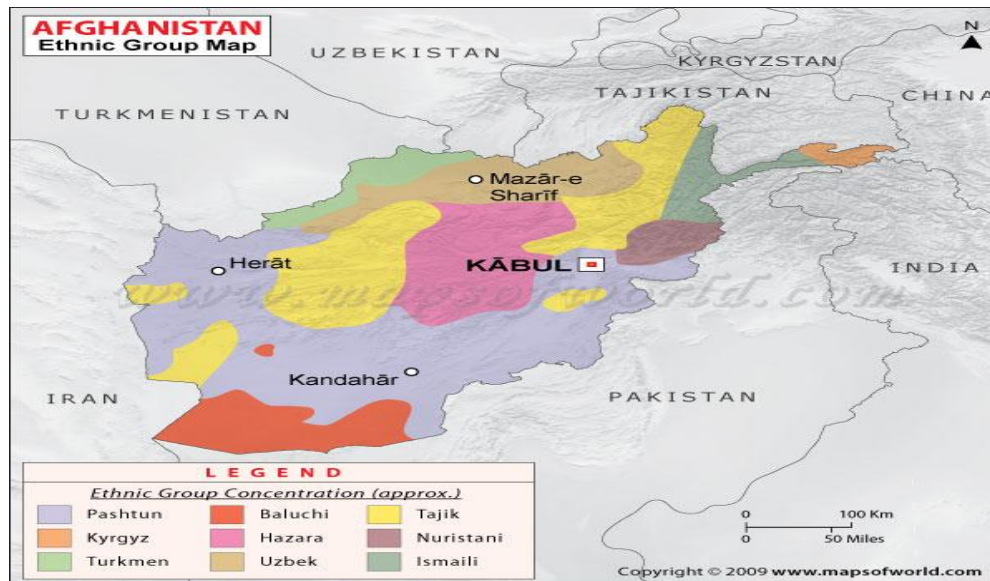 AFGHANISTAN
Ethnic Group Map
N
UZBEKISTAN
KYRGYZSTAN
TAJIKISTAN
CHINA
TURKMENISTAN
Mazār-e
Sharīf
Herāt
KĀBUL
INDIA
www.mapsofworld.com
Kandahār
IRAN
PAKISTAN
LEGEND
Ethnic Group Concentration (approx.)
Pashtun Baluchi Tajik
Kyrgyz Hazara Nuristani
Turkmen Uzbek Ismaili
0 100 Km
0 50 Miles
Copyright © 2009 www.mapsofworld.com